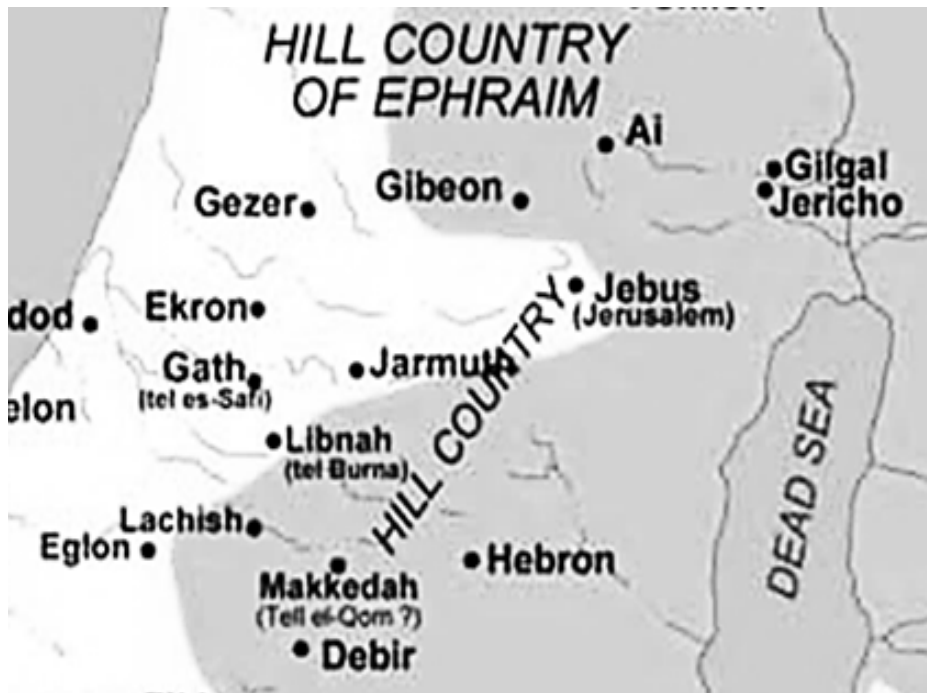 HILL COUNTRY
OF EPHRAIM
Ai
Gilgal
Jericho
Gibeon
Gezer
Jebus
(Jerusalem)
Ekron
dod
Jarmuth
Gath
(tel es-Safi)
elon
HILL COUNTRY
Libnah
(tel Burna)
DEAD SEA
Lachish
Eglon
Hebron
Makkedah
(Tell el-Qom ?)
Debir